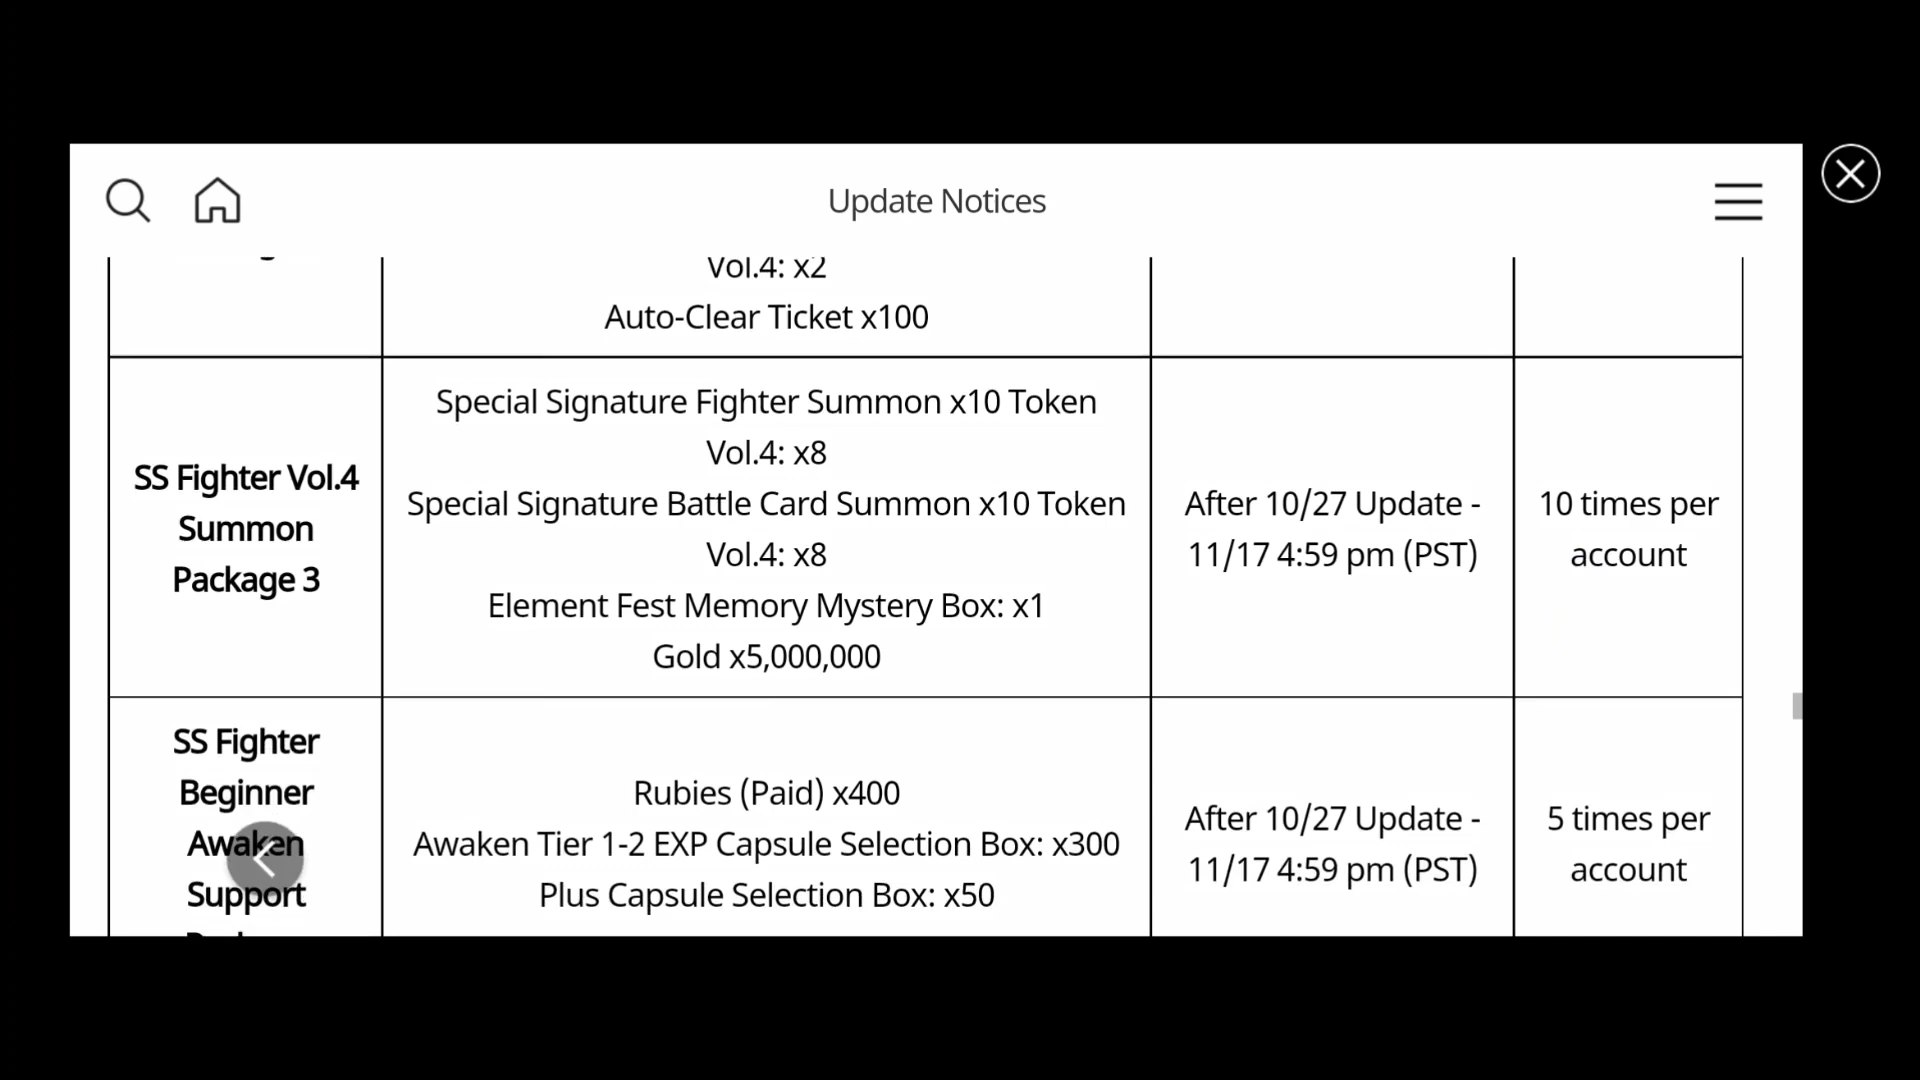 Update Notices
Vol.4: x2
Auto-Clear Ticket x100
SS Fighter Vol.4
Summon
Package 3
Special Signature Fighter Summon x10 Token
Vol.4: x8
Special Signature Battle Card Summon x10 Token
Vol.4: x8
Element Fest Memory Mystery Box: x1
Gold x5,000,000
After 10/27 Update -
11/17 4:59 pm (PST)
10 times per
account
SS Fighter
Beginner
Awaken
Support
Rubies (Paid) x400
Awaken Tier 1-2 EXP Capsule Selection Box: x300
Plus Capsule Selection Box: x50
After 10/27 Update -
11/17 4:59 pm (PST)
5 times per
account